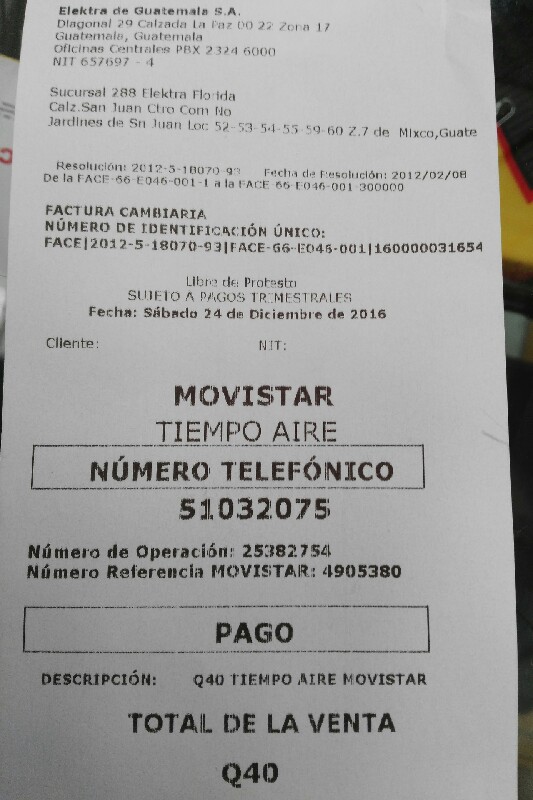 Elektra de Guatemala S.A.
Diagonal 29 Calzada La Paz 00 22 Zona 17
Guatemala, Guatemala
Oficinas Centrales PBX 2324 6000
NIT 657697 - 4
Sucursal 288 Elektra Florida
Calz.San Juan Ctro Com No
Jardines de Sn Juan Loc 52-53-54-55-59-60 Z.7 de Mixco,Guate
Resolución: 2012-5-18070-93 Fecha de Resolución: 2012/02/08
De la FACE-66-E046-001-1 a la FACE-66-E046-001-300000
FACTURA CAMBIARIA
NÚMERO DE IDENTIFICACIÓN ÚNICO:
FACE|2012-5-18070-93|FACE-66-E046-001|160000031654
Libre de Protesto
SUJETO A PAGOS TRIMESTRALES
Fecha: Sábado 24 de Diciembre de 2016
Cliente: NIT:
MOVISTAR
TIEMPO AIRE
NÚMERO TELEFÓNICO
51032075
Número de Operación: 25382754
Número Referencia MOVISTAR: 4905380
PAGO
DESCRIPCIÓN: Q40 TIEMPO AIRE MOVISTAR
TOTAL DE LA VENTA
Q40